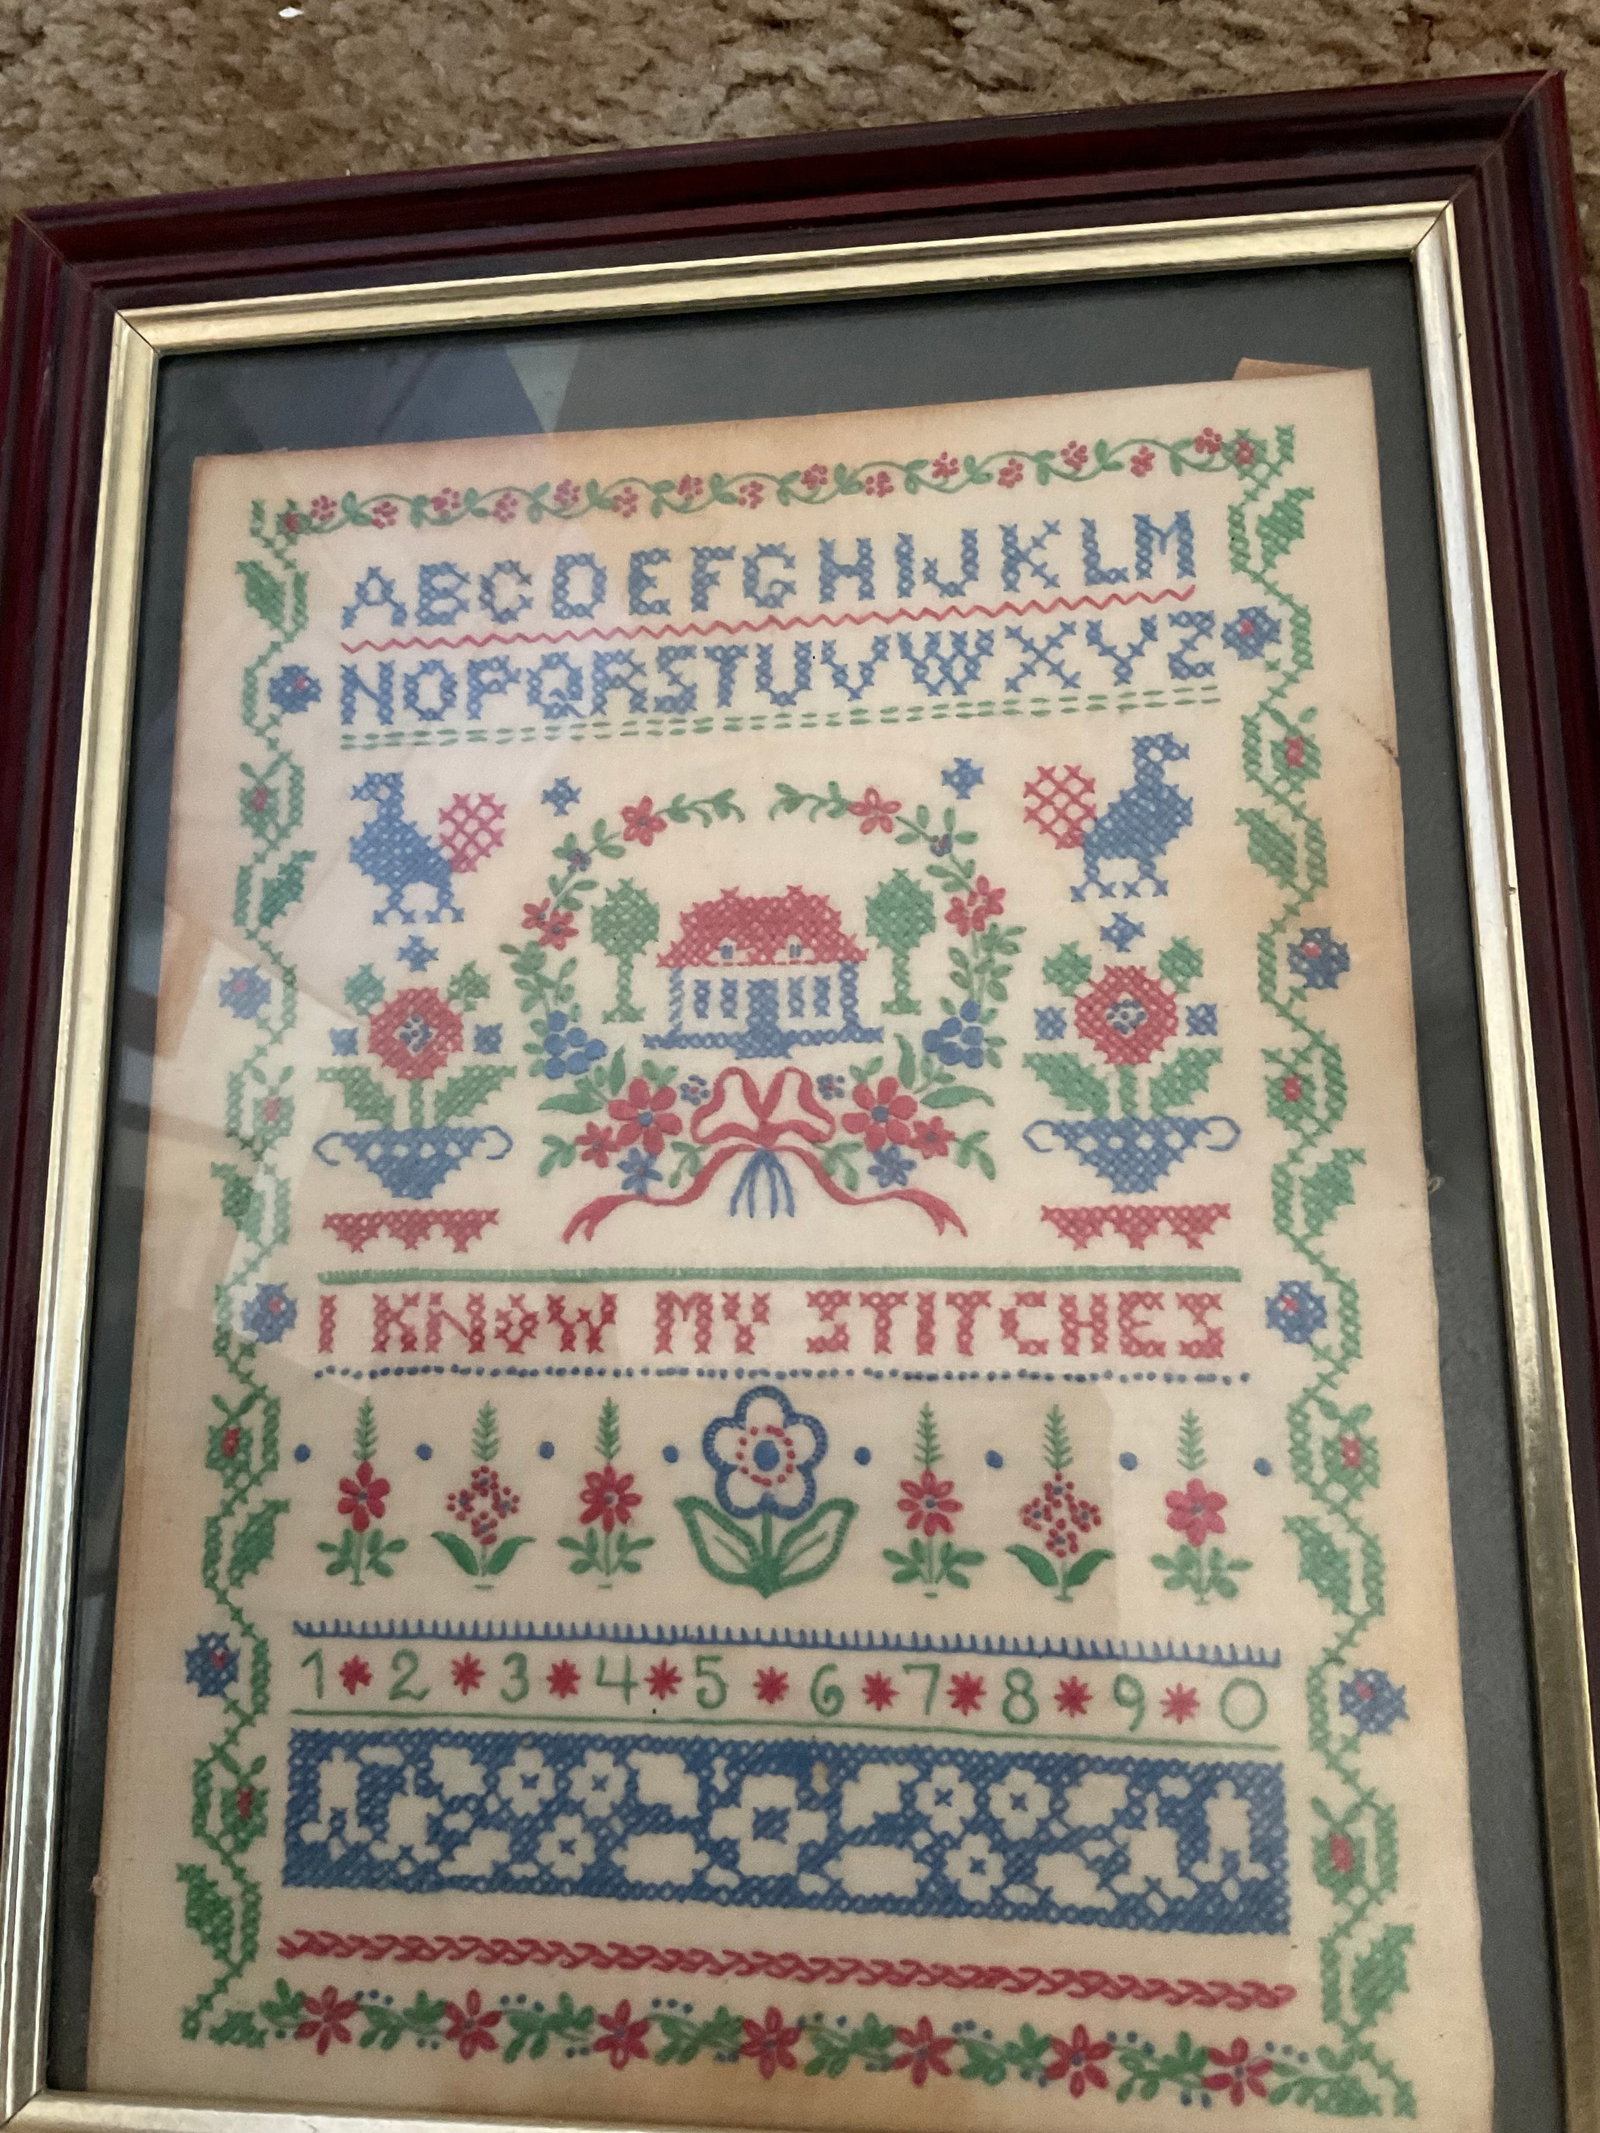 ABCDEFGHIJKLM
NOPQRSTUVWXYZ
I KNOW MY STITCHES
1 * 2 * 3 * 4 * 5 * 6 * 7 * 8 * 9 * 0